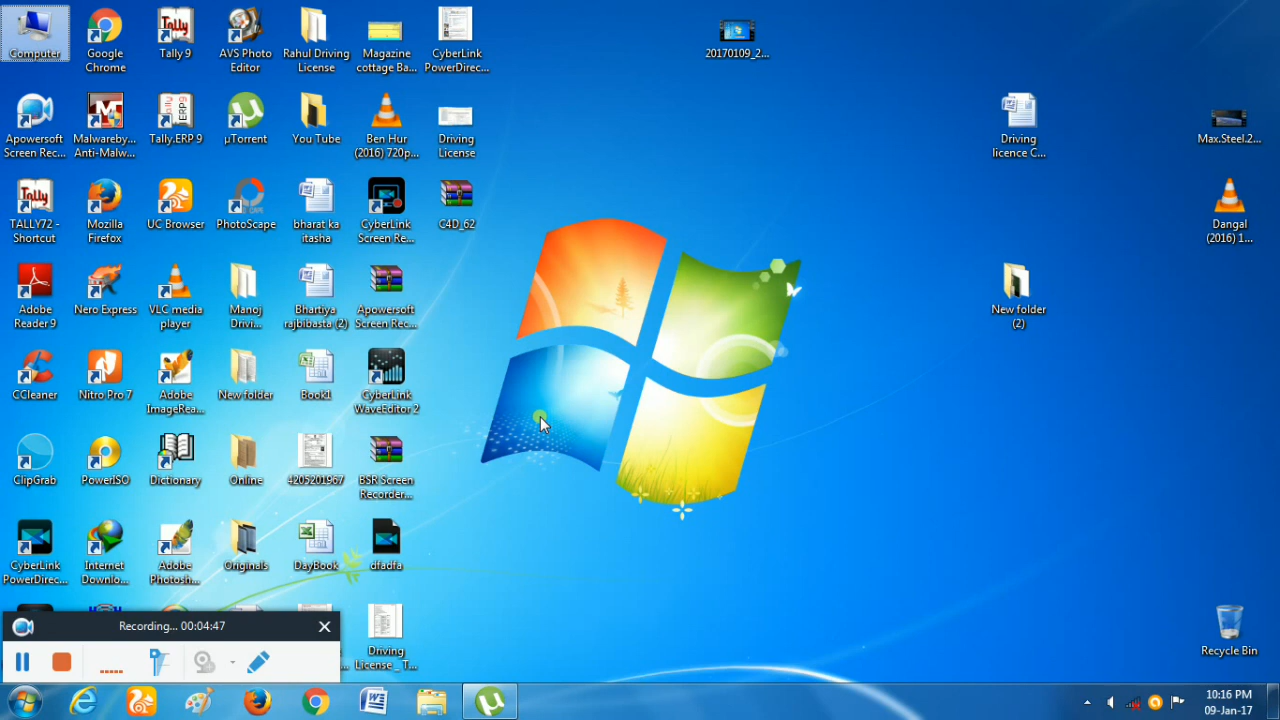 Computer
Google
Chrome
Tally 9
AVS Photo
Editor
Rahul Driving
License
Magazine
cottage Ba...
CyberLink
PowerDirec...
20170109_2...
Apowersoft
Screen Rec...
Malwareby...
Anti-Malw...
Tally.ERP 9
µTorrent
You Tube
Ben Hur
(2016) 720p...
Driving
License
Driving
licence C...
Max.Steel.2...
TALLY72 -
Shortcut
Mozilla
Firefox
UC Browser
PhotoScape
bharat ka
itasha
CyberLink
Screen Re...
C4D_62
Dangal
(2016) 1...
Adobe
Reader 9
Nero Express
VLC media
player
Manoj
Drivi...
Bhartiya
rajbibasta (2)
Apowersoft
Screen Rec...
New folder
(2)
CCleaner
Nitro Pro 7
Adobe
ImageRea...
New folder
Book1
CyberLink
WaveEditor 2
ClipGrab
PowerISO
Dictionary
Online
4205201967
BSR Screen
Recorder...
CyberLink
PowerDirec...
Internet
Downlo...
Adobe
Photosh...
Originals
DayBook
dfadfa
Driving
License _ T...
Recycle Bin
Recording... 00:04:47
10:16 PM
09-Jan-17